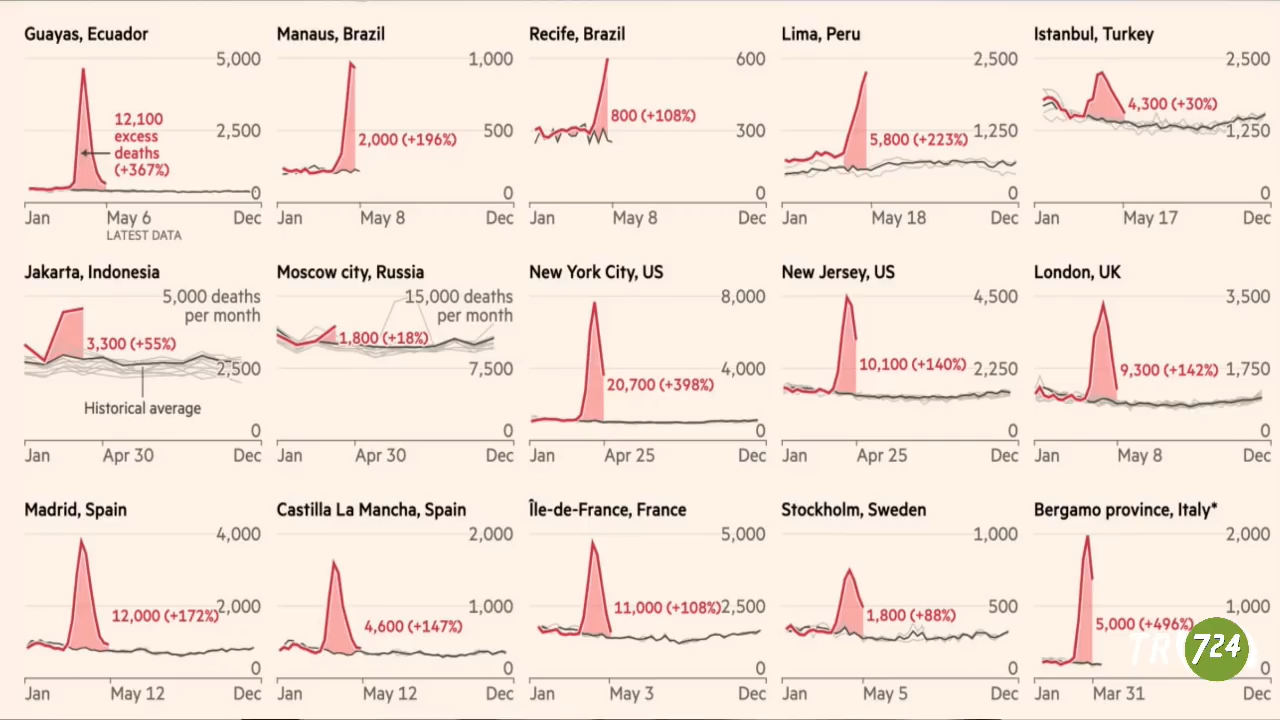 Guayas, Ecuador
5,000
12,100
excess
deaths
(+367%)
2,500
0
Jan
May 6
Dec
LATEST DATA
Manaus, Brazil
1,000
2,000 (+196%)
500
0
Jan
May 8
Dec
Recife, Brazil
600
800 (+108%)
300
0
Jan
May 8
Dec
Lima, Peru
2,500
5,800 (+223%)
1,250
0
Jan
May 18
Dec
Istanbul, Turkey
2,500
4,300 (+30%)
1,250
0
Jan
May 17
Dec
Jakarta, Indonesia
5,000 deaths
per month
3,300 (+55%)
2,500
Historical average
0
Jan
Apr 30
Dec
Moscow city, Russia
15,000 deaths
per month
1,800 (+18%)
7,500
0
Jan
Apr 30
Dec
New York City, US
8,000
20,700 (+398%)
4,000
0
Jan
Apr 25
Dec
New Jersey, US
4,500
10,100 (+140%)
2,250
0
Jan
Apr 25
Dec
London, UK
3,500
9,300 (+142%)
1,750
0
Jan
May 8
Dec
Madrid, Spain
4,000
12,000 (+172%)
2,000
0
Jan
May 12
Dec
Castilla La Mancha, Spain
2,000
4,600 (+147%)
1,000
0
Jan
May 12
Dec
Île-de-France, France
5,000
11,000 (+108%)
2,500
0
Jan
May 3
Dec
Stockholm, Sweden
1,000
1,800 (+88%)
500
0
Jan
May 5
Dec
Bergamo province, Italy*
2,000
1,000
5,000 (+496%)
0
Jan
Mar 31
Dec
724